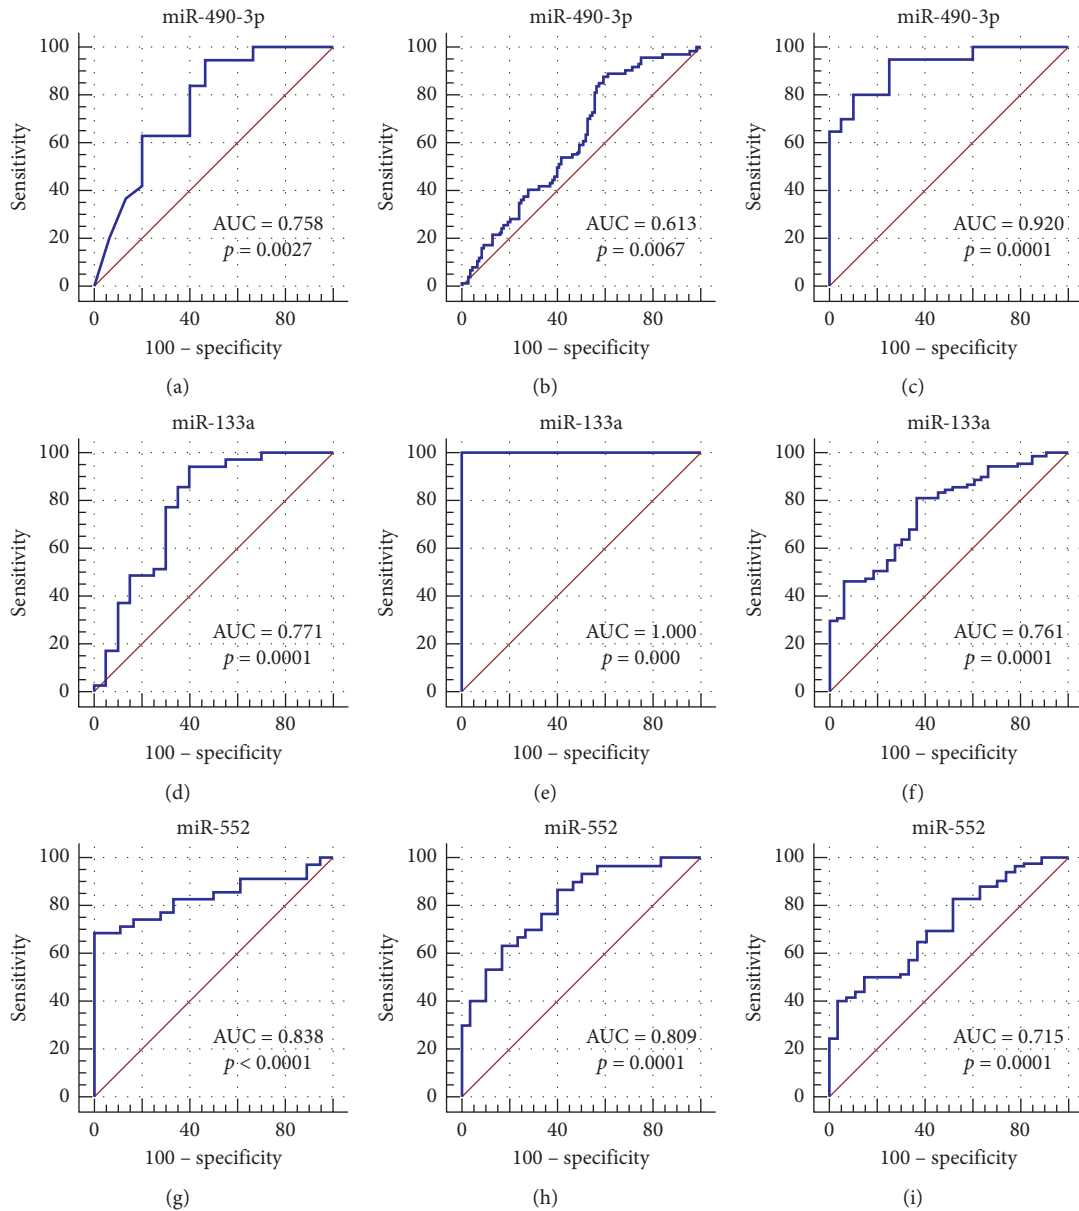 miR-490-3p
100
80
60
40
20
0
Sensitivity
AUC = 0.758
p = 0.0027
0 40 80
100 – specificity
(a)
miR-490-3p
100
80
60
40
20
0
Sensitivity
AUC = 0.613
p = 0.0067
0 40 80
100 – specificity
(b)
miR-490-3p
100
80
60
40
20
0
Sensitivity
AUC = 0.920
p = 0.0001
0 40 80
100 – specificity
(c)
miR-133a
100
80
60
40
20
0
Sensitivity
AUC = 0.771
p = 0.0001
0 40 80
100 – specificity
(d)
miR-133a
100
80
60
40
20
0
Sensitivity
AUC = 1.000
p = 0.000
0 40 80
100 – specificity
(e)
miR-133a
100
80
60
40
20
0
Sensitivity
AUC = 0.761
p = 0.0001
0 40 80
100 – specificity
(f)
miR-552
100
80
60
40
20
0
Sensitivity
AUC = 0.838
p < 0.0001
0 40 80
100 – specificity
(g)
miR-552
100
80
60
40
20
0
Sensitivity
AUC = 0.809
p = 0.0001
0 40 80
100 – specificity
(h)
miR-552
100
80
60
40
20
0
Sensitivity
AUC = 0.715
p = 0.0001
0 40 80
100 – specificity
(i)